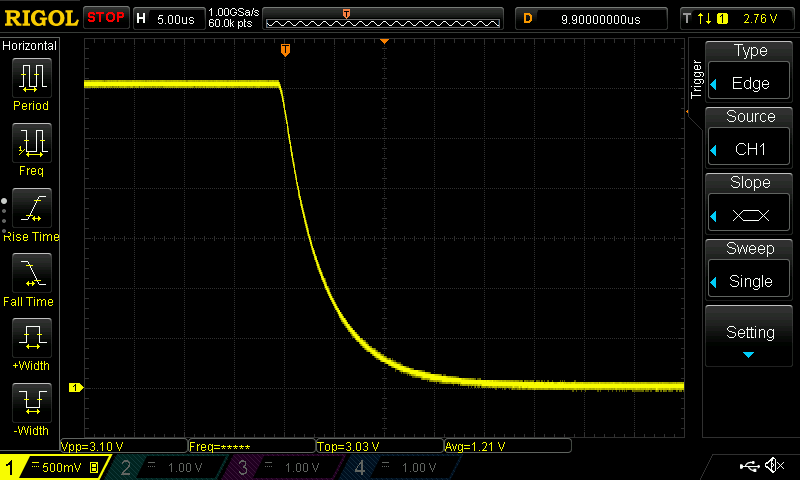 RIGOL STOP H 5.00us 1.00GSa/s 60.0k pts T D 9.90000000us T 1 2.76 V
Horizontal
Period
Freq
Rise Time
Fall Time
+Width
-Width
T
1
Trigger
Type
Edge
Source
CH1
Slope
Sweep
Single
Setting
Vpp=3.10 V Freq=***** Top=3.03 V Avg=1.21 V
1 500mV B 2 1.00 V 3 1.00 V 4 1.00 V